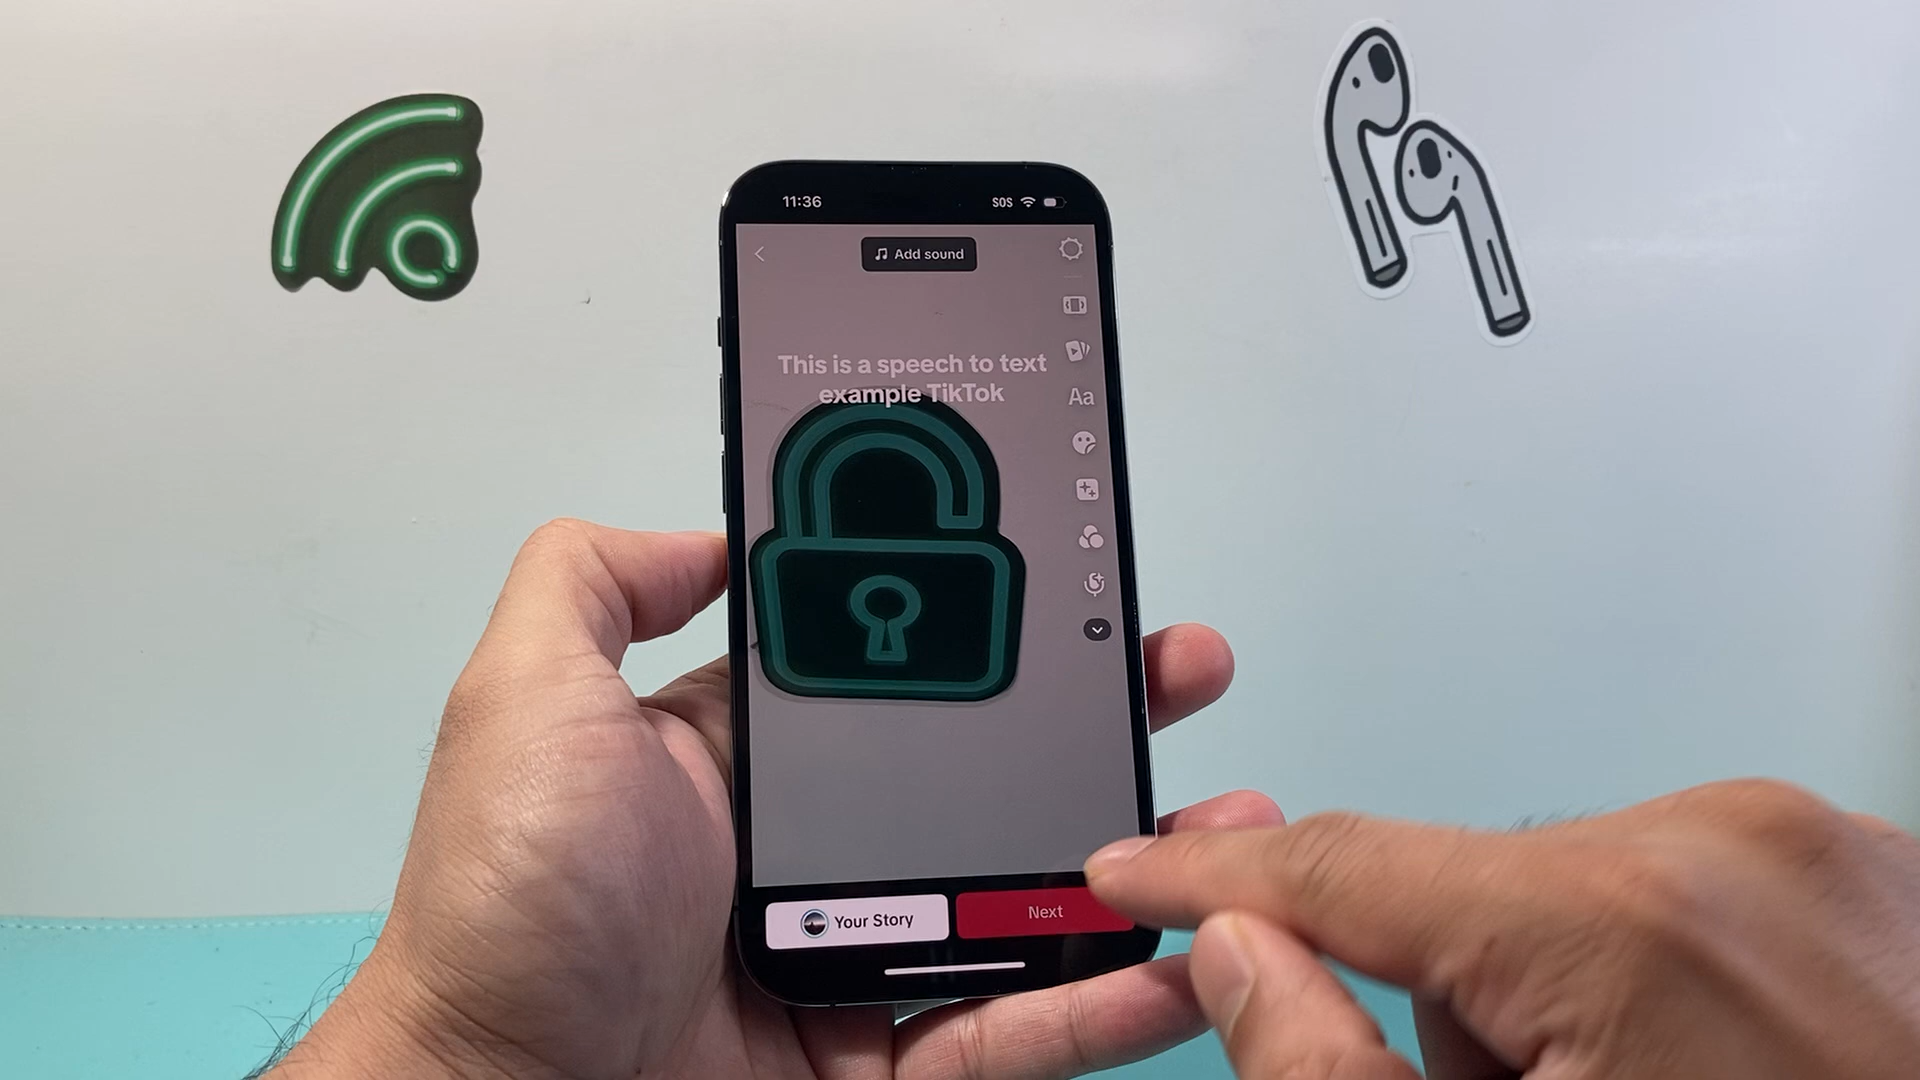 11:36
SOS
Add sound
This is a speech to text
example TikTok
Aa
Your Story
Next